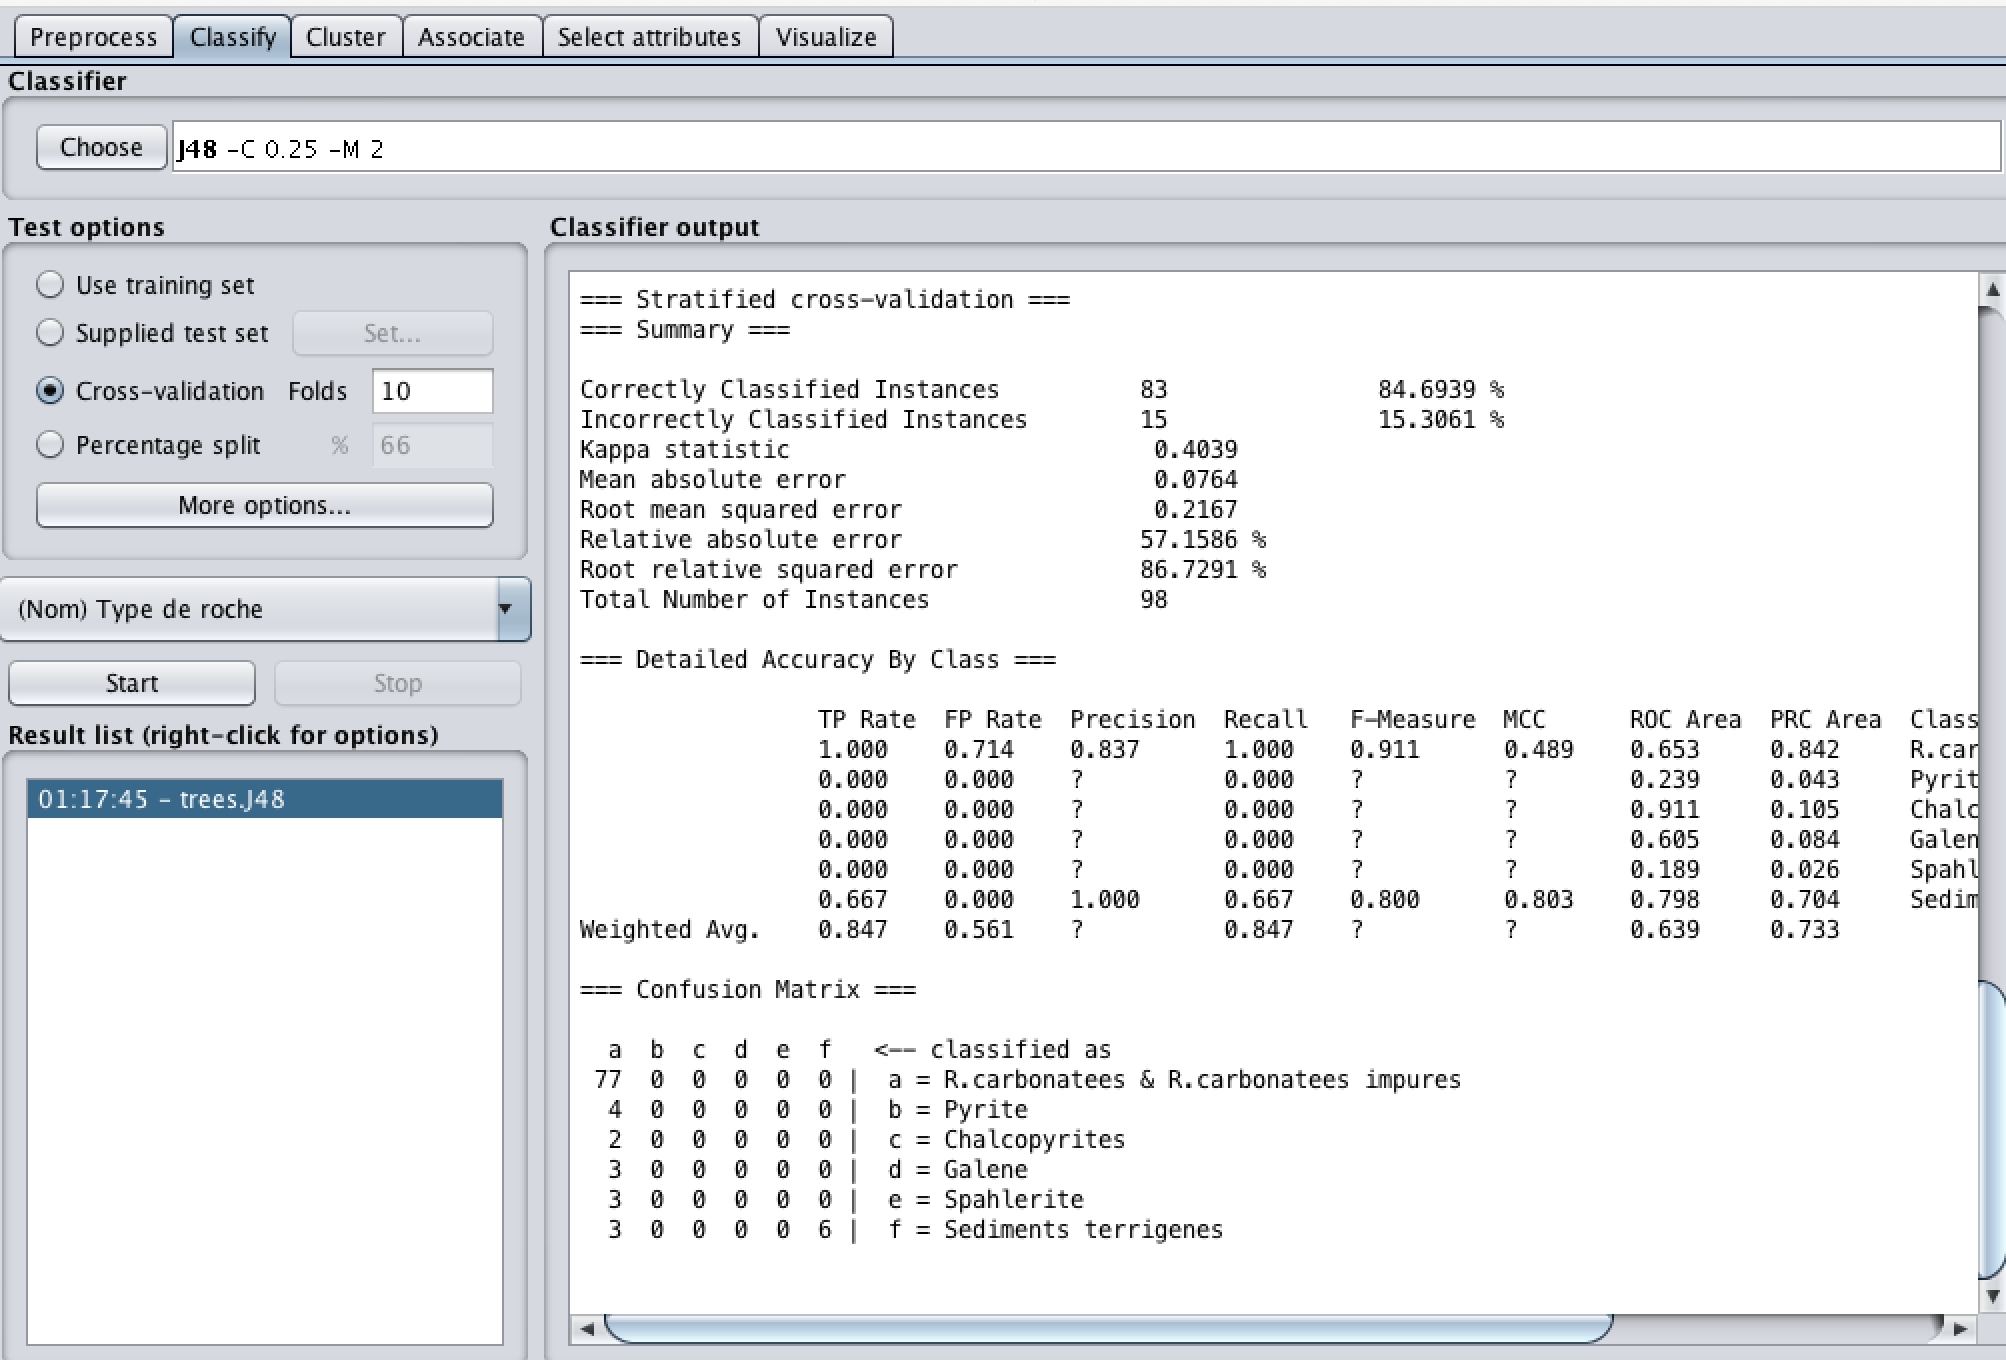 Preprocess Classify Cluster Associate Select attributes Visualize
Classifier
Choose J48 -C 0.25 -M 2
Test options
Use training set
Supplied test set Set...
Cross-validation Folds 10
Percentage split % 66
More options...
(Nom) Type de roche
Start Stop
Result list (right-click for options)
01:17:45 - trees.J48
Classifier output
=== Stratified cross-validation ===
=== Summary ===
Correctly Classified Instances 83 84.6939 %
Incorrectly Classified Instances 15 15.3061 %
Kappa statistic 0.4039
Mean absolute error 0.0764
Root mean squared error 0.2167
Relative absolute error 57.1586 %
Root relative squared error 86.7291 %
Total Number of Instances 98
=== Detailed Accuracy By Class ===
TP Rate FP Rate Precision Recall F-Measure MCC ROC Area PRC Area Class
1.000 0.714 0.837 1.000 0.911 0.489 0.653 0.842 R.car
0.000 0.000 ? 0.000 ? ? 0.239 0.043 Pyrit
0.000 0.000 ? 0.000 ? ? 0.911 0.105 Chalc
0.000 0.000 ? 0.000 ? ? 0.605 0.084 Galen
0.000 0.000 ? 0.000 ? ? 0.189 0.026 Spahl
0.667 0.000 1.000 0.667 0.800 0.803 0.798 0.704 Sedim
Weighted Avg. 0.847 0.561 ? 0.847 ? ? 0.639 0.733
=== Confusion Matrix ===
a b c d e f <-- classified as
77 0 0 0 0 0 | a = R.carbonatees & R.carbonatees impures
4 0 0 0 0 0 | b = Pyrite
2 0 0 0 0 0 | c = Chalcopyrites
3 0 0 0 0 0 | d = Galene
3 0 0 0 0 0 | e = Spahlerite
3 0 0 0 0 6 | f = Sediments terrigenes